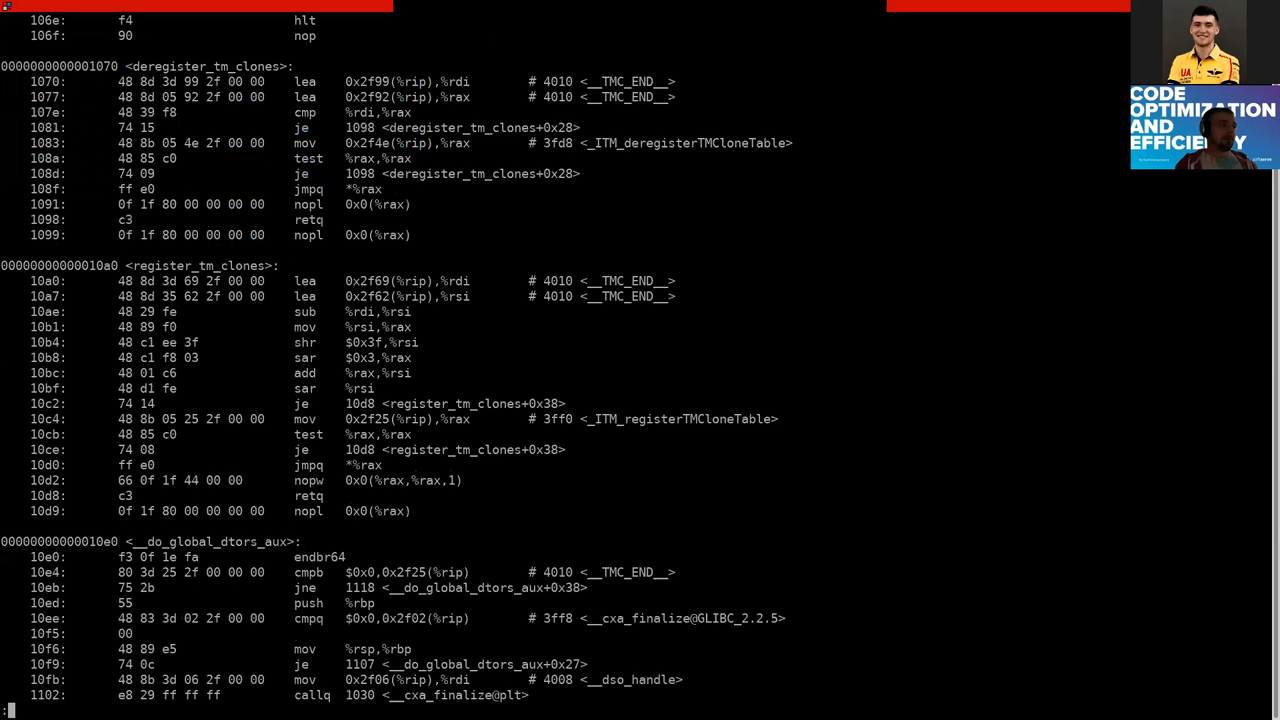 106e: f4 hlt
106f: 90 nop
0000000000001070 <deregister_tm_clones>:
1070: 48 8d 3d 99 2f 00 00 lea 0x2f99(%rip),%rdi # 4010 <__TMC_END__>
1077: 48 8d 05 92 2f 00 00 lea 0x2f92(%rip),%rax # 4010 <__TMC_END__>
107e: 48 39 f8 cmp %rdi,%rax
1081: 74 15 je 1098 <deregister_tm_clones+0x28>
1083: 48 8b 05 4e 2f 00 00 mov 0x2f4e(%rip),%rax # 3fd8 <_ITM_deregisterTMCloneTable>
108a: 48 85 c0 test %rax,%rax
108d: 74 09 je 1098 <deregister_tm_clones+0x28>
108f: ff e0 jmpq *%rax
1091: 0f 1f 80 00 00 00 00 nopl 0x0(%rax)
1098: c3 retq
1099: 0f 1f 80 00 00 00 00 nopl 0x0(%rax)
00000000000010a0 <register_tm_clones>:
10a0: 48 8d 3d 69 2f 00 00 lea 0x2f69(%rip),%rdi # 4010 <__TMC_END__>
10a7: 48 8d 35 62 2f 00 00 lea 0x2f62(%rip),%rsi # 4010 <__TMC_END__>
10ae: 48 29 fe sub %rdi,%rsi
10b1: 48 89 f0 mov %rsi,%rax
10b4: 48 c1 ee 3f shr $0x3f,%rsi
10b8: 48 c1 f8 03 sar $0x3,%rax
10bc: 48 01 c6 add %rax,%rsi
10bf: 48 d1 fe sar %rsi
10c2: 74 14 je 10d8 <register_tm_clones+0x38>
10c4: 48 8b 05 25 2f 00 00 mov 0x2f25(%rip),%rax # 3ff0 <_ITM_registerTMCloneTable>
10cb: 48 85 c0 test %rax,%rax
10ce: 74 08 je 10d8 <register_tm_clones+0x38>
10d0: ff e0 jmpq *%rax
10d2: 66 0f 1f 44 00 00 nopw 0x0(%rax,%rax,1)
10d8: c3 retq
10d9: 0f 1f 80 00 00 00 00 nopl 0x0(%rax)
00000000000010e0 <__do_global_dtors_aux>:
10e0: f3 0f 1e fa endbr64
10e4: 80 3d 25 2f 00 00 00 cmpb $0x0,0x2f25(%rip) # 4010 <__TMC_END__>
10eb: 75 2b jne 1118 <__do_global_dtors_aux+0x38>
10ed: 55 push %rbp
10ee: 48 83 3d 02 2f 00 00 cmpq $0x0,0x2f02(%rip) # 3ff8 <__cxa_finalize@GLIBC_2.2.5>
10f5: 00
10f6: 48 89 e5 mov %rsp,%rbp
10f9: 74 0c je 1107 <__do_global_dtors_aux+0x27>
10fb: 48 8b 3d 06 2f 00 00 mov 0x2f06(%rip),%rdi # 4008 <__dso_handle>
1102: e8 29 ff ff ff callq 1030 <__cxa_finalize@plt>
:
UA
CODE
OPTIMIZATION
AND